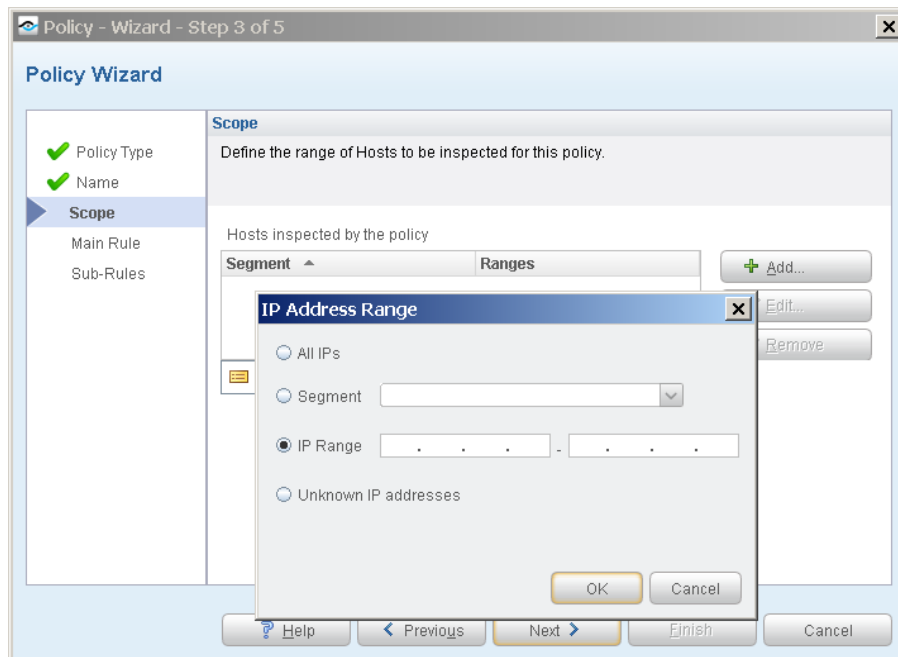 Policy - Wizard - Step 3 of 5
Policy Wizard
Policy Type
Name
Scope
Main Rule
Sub-Rules
Scope
Define the range of Hosts to be inspected for this policy.
Hosts inspected by the policy
Segment Ranges
Add...
Edit...
Remove
IP Address Range
All IPs
Segment
IP Range . . . - . . .
Unknown IP addresses
OK Cancel
Help Previous Next Finish Cancel